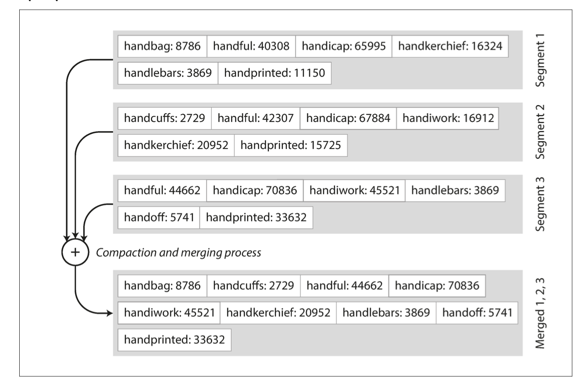 handbag: 8786 handful: 40308 handicap: 65995 handkerchief: 16324
handlebars: 3869 handprinted: 11150
Segment 1
handcuffs: 2729 handful: 42307 handicap: 67884 handiwork: 16912
handkerchief: 20952 handprinted: 15725
Segment 2
handful: 44662 handicap: 70836 handiwork: 45521 handlebars: 3869
handoff: 5741 handprinted: 33632
Segment 3
+ Compaction and merging process
handbag: 8786 handcuffs: 2729 handful: 44662 handicap: 70836
handiwork: 45521 handkerchief: 20952 handlebars: 3869 handoff: 5741
handprinted: 33632
Merged 1, 2, 3